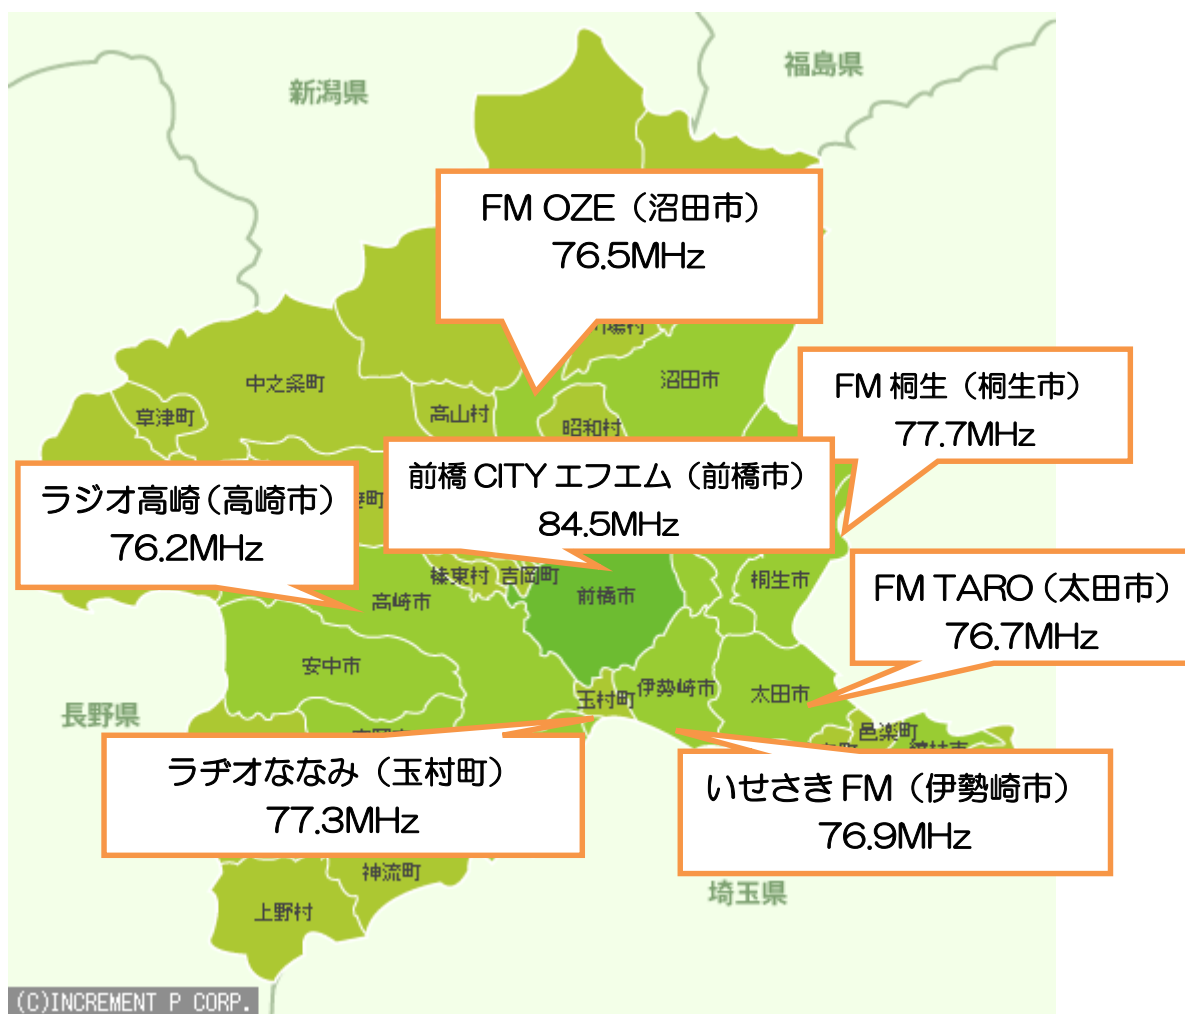 福島県
新潟県
FM OZE（沼田市）
76.5MHz
川場村
中之条町
沼田市
草津町
高山村
昭和村
FM 桐生（桐生市）
77.7MHz
前橋 CITY エフエム（前橋市）
84.5MHz
ラジオ高崎（高崎市）
76.2MHz
榛東村
吉岡町
前橋市
桐生市
高崎市
FM TARO（太田市）
76.7MHz
安中市
伊勢崎市
太田市
玉村町
長野県
邑楽町
ラヂオななみ（玉村町）
77.3MHz
いせさき FM（伊勢崎市）
76.9MHz
神流町
埼玉県
上野村
(C)INCREMENT P CORP.